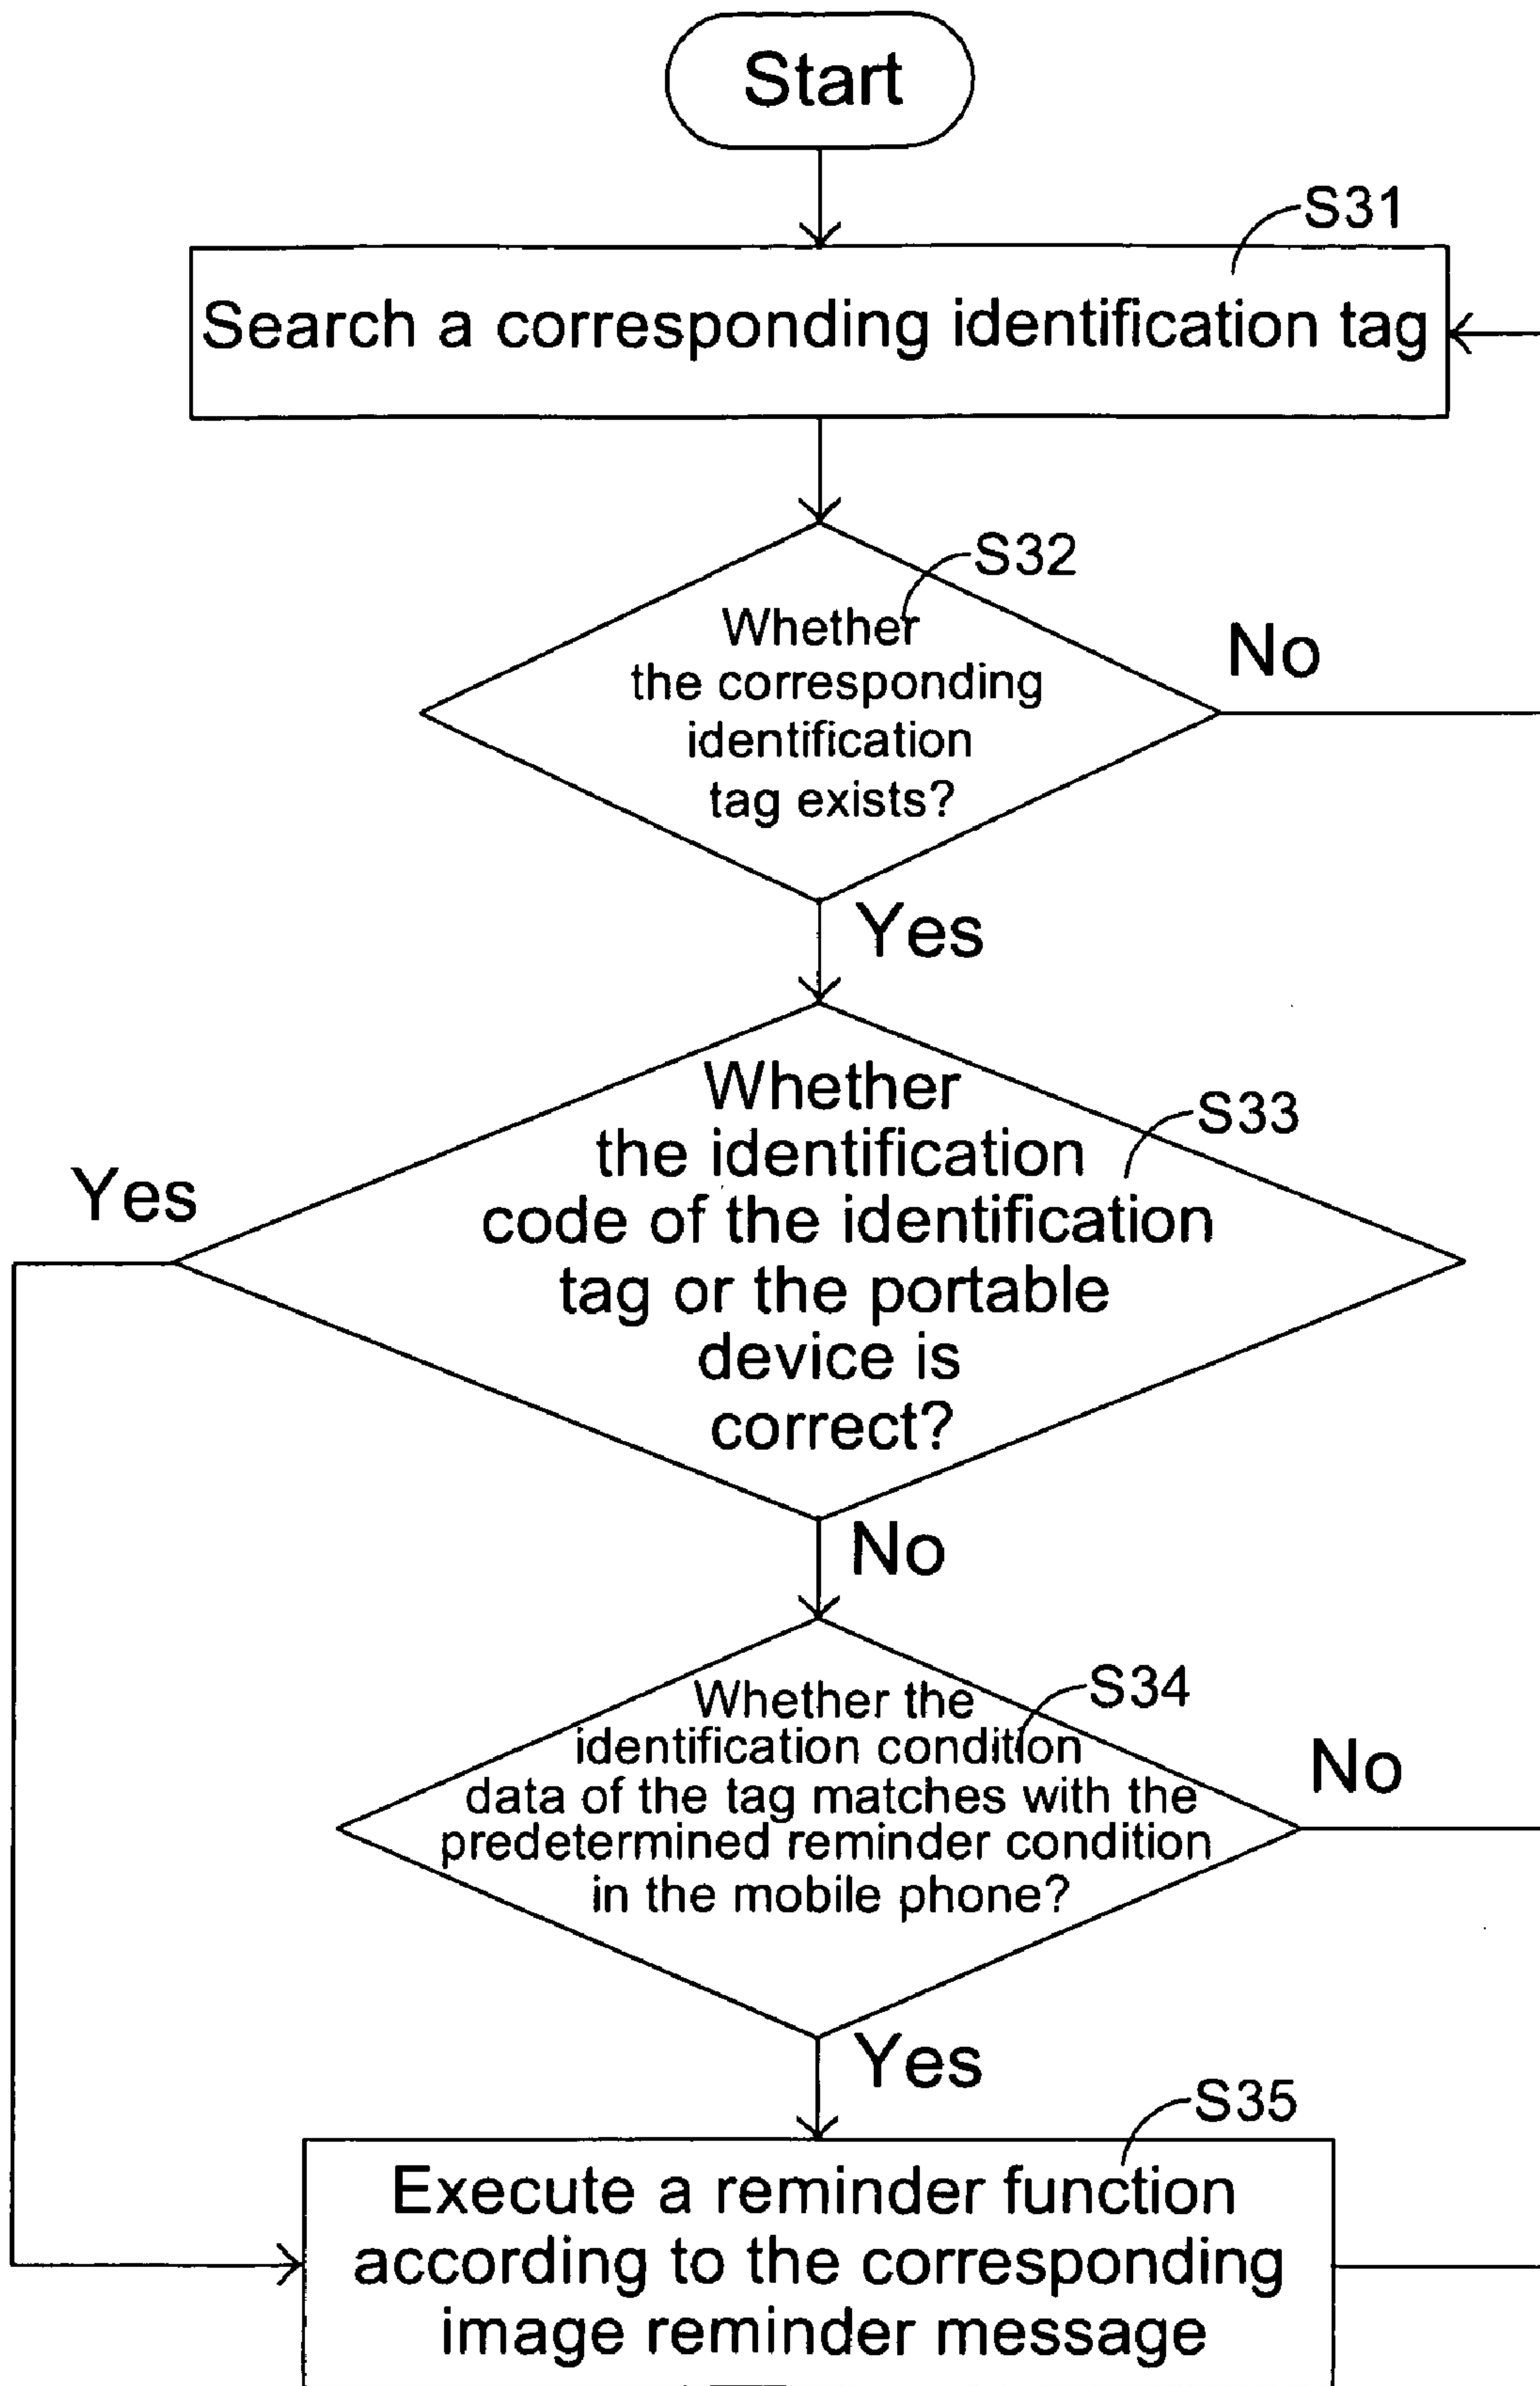 Start
S31
Search a corresponding identification tag
S32
Whether
the corresponding
identification
tag exists?
No
Yes
Whether
the identification
code of the identification
tag or the portable
device is
correct?
S33
Yes
No
Whether the
identification condition
data of the tag matches with the
predetermined reminder condition
in the mobile phone?
S34
No
Yes
S35
Execute a reminder function
according to the corresponding
image reminder message